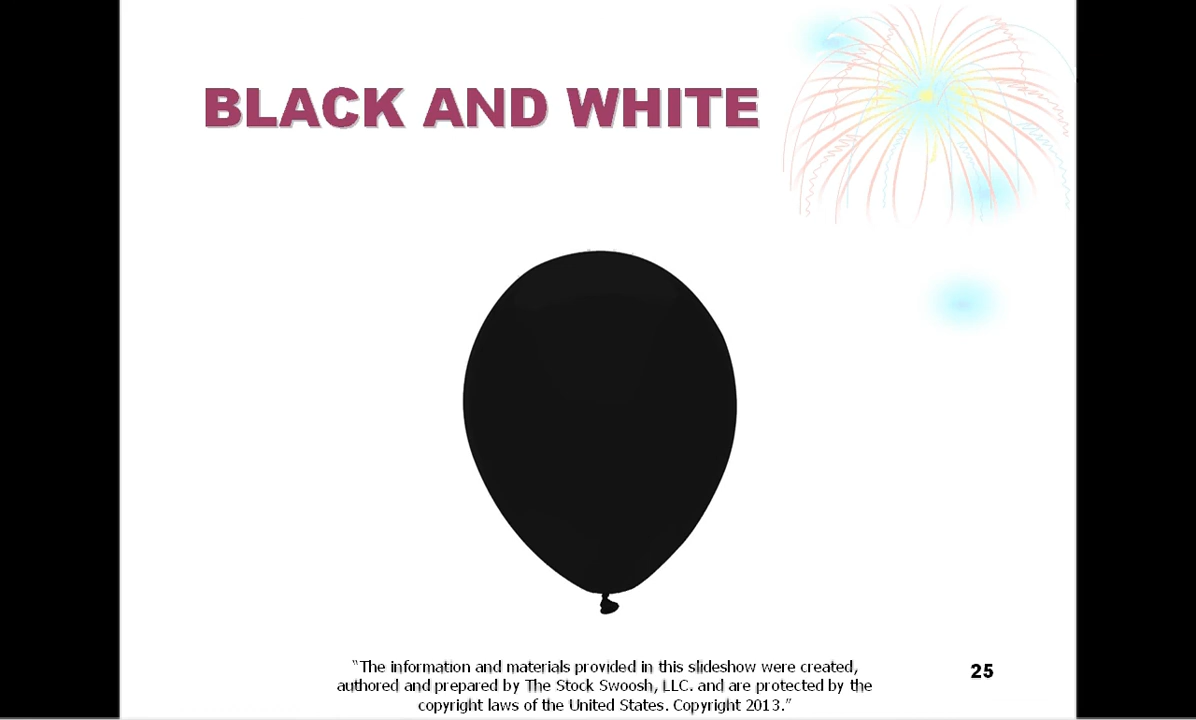 BLACK AND WHITE
“The information and materials provided in this slideshow were created,
authored and prepared by The Stock Swoosh, LLC. and are protected by the
copyright laws of the United States. Copyright 2013.”
25